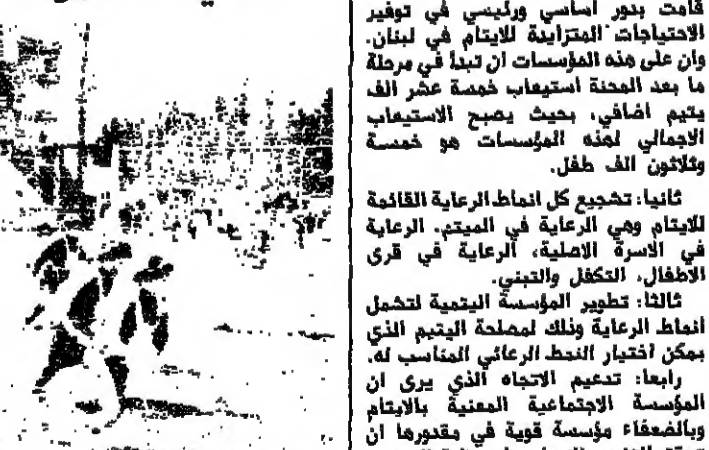 قامت بدور اساسي ورئيسي في توفير
الاحتياجات المتزايدة للايتام في لبنان.
وان على هذه المؤسسات ان تبدأ في مرحلة
ما بعد المحنة استيعاب خمسة عشر الف
يتيم اضافي، بحيث يصبح الاستيعاب
الاجمالي لهذه المؤسسات هو خمسة
وثلاثون الف طفل.
ثانيا: تشجيع كل انماط الرعاية القائمة
للايتام وهي الرعاية في الميتم، الرعاية
في الاسرة الاصلية، الرعاية في قرى
الاطفال، التكفل والتبني.
ثالثا: تطوير المؤسسة اليتمية لتشمل
انماط الرعاية وذلك لمصلحة اليتيم الذي
يمكن اختيار النمط الرعائي المناسب له.
رابعا: تدعيم الاتجاه الذي يرى ان
المؤسسة الاجتماعية المعنية بالايتام
وبالضعفاء مؤسسة قوية في مقدورها ان